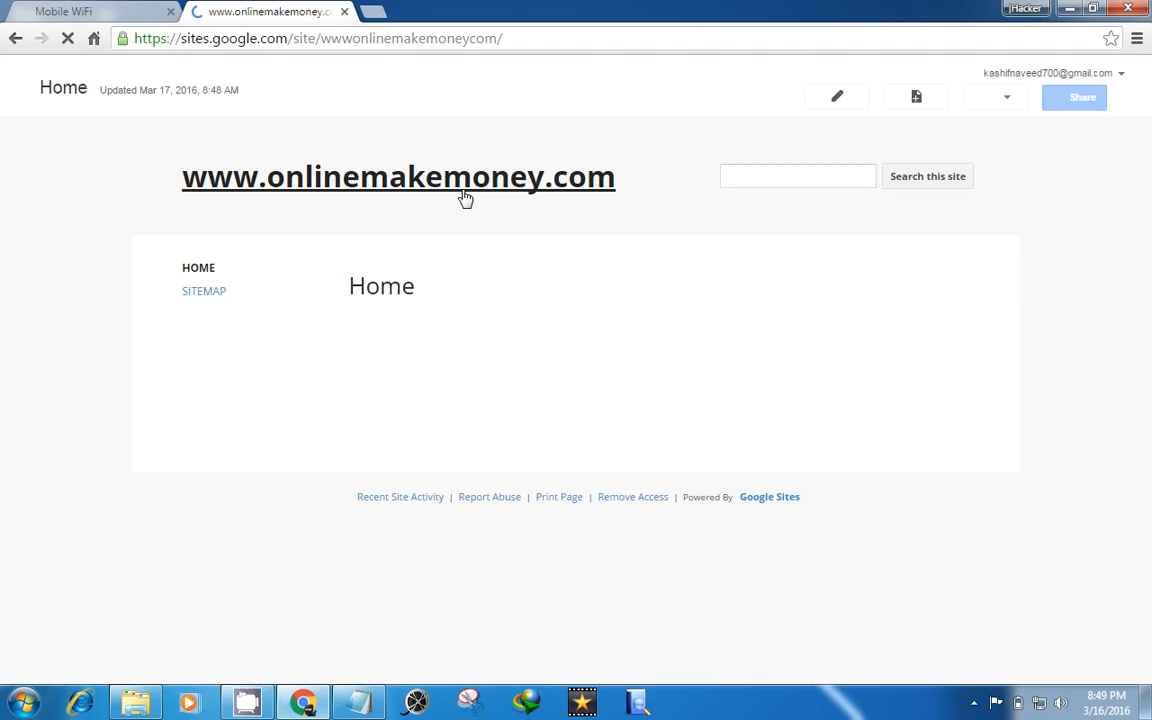 Mobile WiFi
www.onlinemakemoney.c
jHacker
https://sites.google.com/site/wwwonlinemakemoneycom/
kashifnaveed700@gmail.com
Home Updated Mar 17, 2016, 8:48 AM
Share
www.onlinemakemoney.com
Search this site
HOME
SITEMAP
Home
Recent Site Activity | Report Abuse | Print Page | Remove Access | Powered By Google Sites
8:49 PM
3/16/2016